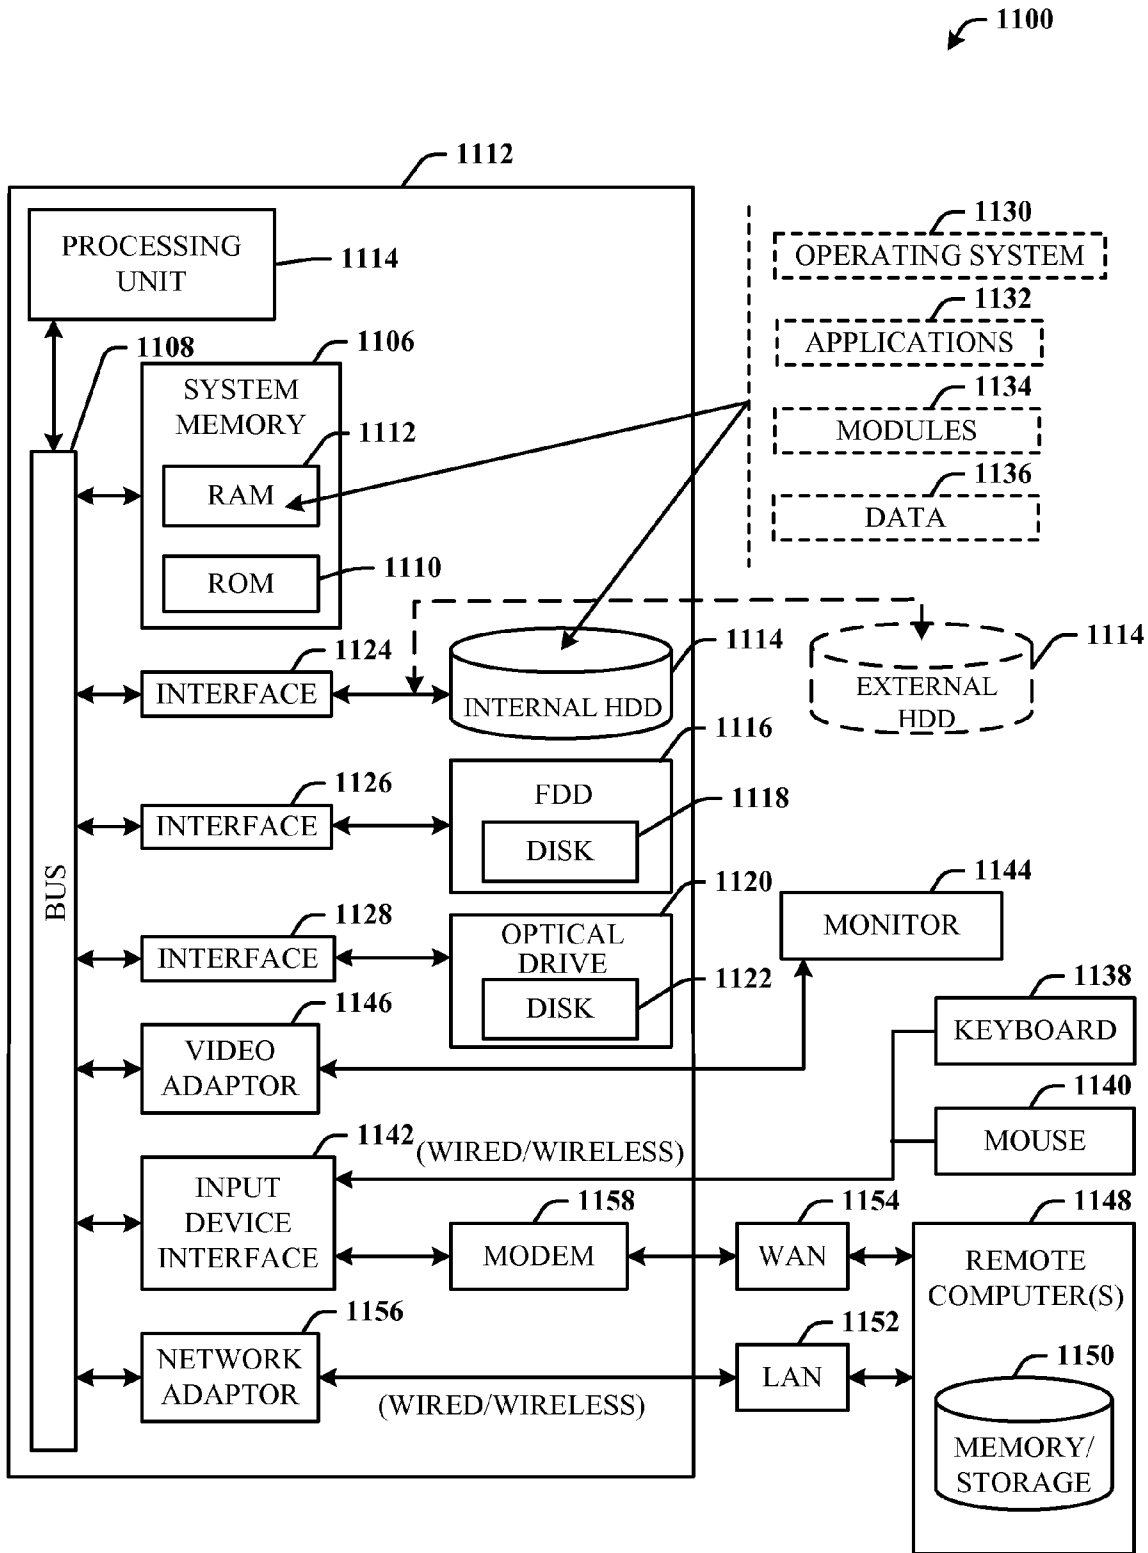 1100
1112
PROCESSING
UNIT
1114
1130
OPERATING SYSTEM
1132
APPLICATIONS
1134
MODULES
1136
DATA
1108
1106
SYSTEM
MEMORY
1112
RAM
1110
ROM
1124
INTERFACE
1114
INTERNAL HDD
1114
EXTERNAL
HDD
1116
FDD
1126
INTERFACE
1118
DISK
BUS
1120
OPTICAL
DRIVE
1128
INTERFACE
1122
DISK
1144
MONITOR
1146
VIDEO
ADAPTOR
1138
KEYBOARD
1140
MOUSE
1142
(WIRED/WIRELESS)
INPUT
DEVICE
INTERFACE
1158
MODEM
1154
WAN
1148
REMOTE
COMPUTER(S)
1156
NETWORK
ADAPTOR
(WIRED/WIRELESS)
1152
LAN
1150
MEMORY/
STORAGE